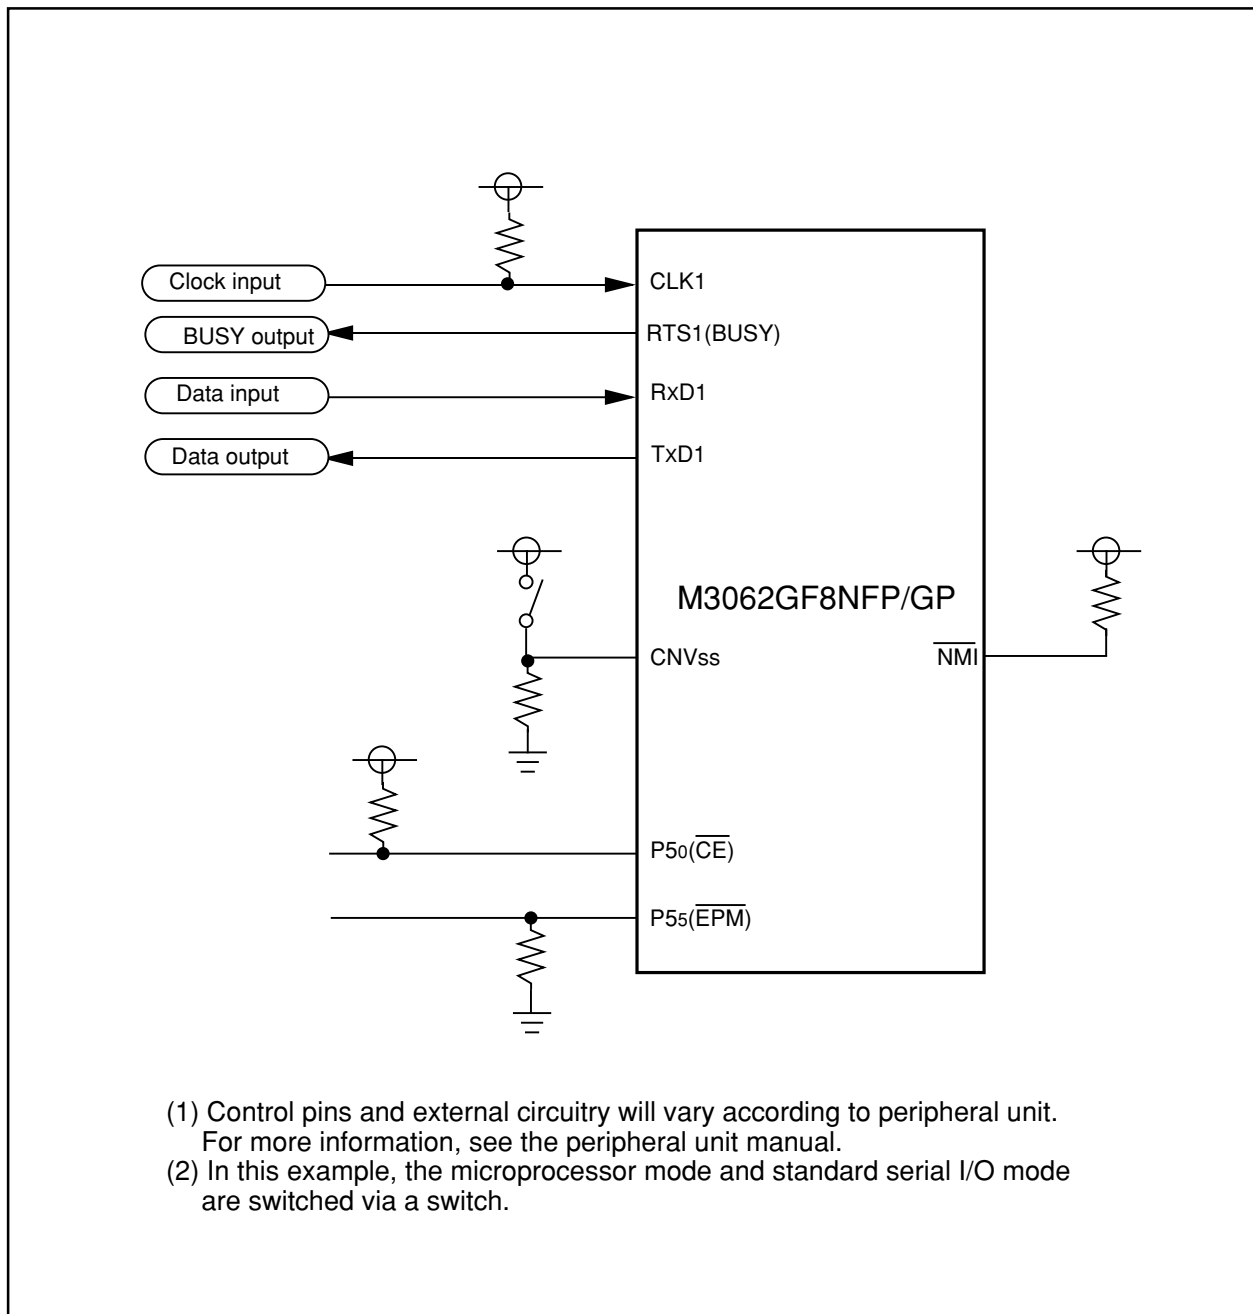 Clock input
CLK1
BUSY output
RTS1(BUSY)
Data input
RxD1
Data output
TxD1
M3062GF8NFP/GP
CNVss
NMI
P50(CE)
P55(EPM)
(1) Control pins and external circuitry will vary according to peripheral unit.
For more information, see the peripheral unit manual.
(2) In this example, the microprocessor mode and standard serial I/O mode
are switched via a switch.